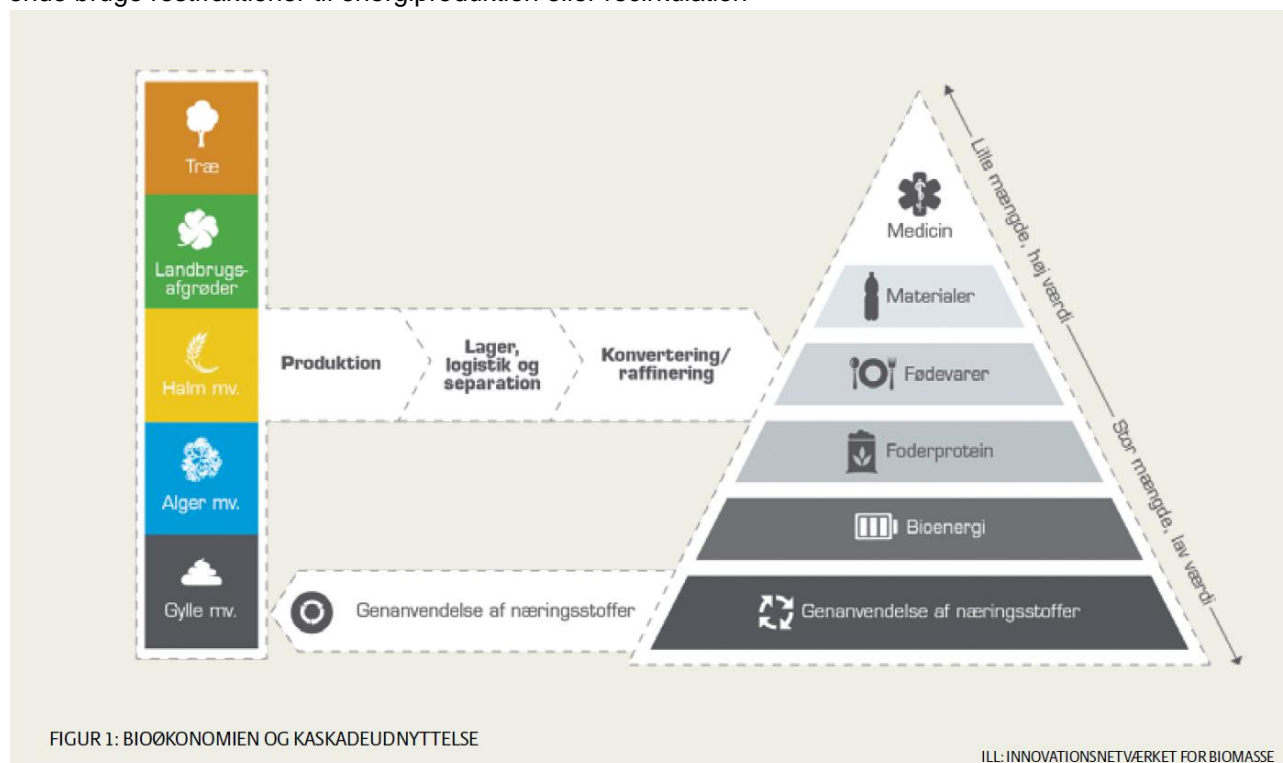 Træ
Landbrugs-
afgrøder
Halm mv.
Alger mv.
Gylle mv.
Produktion
Lager,
logistik og
separation
Konvertering/
raffinering
Genanvendelse af næringsstoffer
Medicin
Materialer
Fødevarer
Foderprotein
Bioenergi
Genanvendelse af næringsstoffer
Lille mængde, høj værdi
Stor mængde, lav værdi
FIGUR 1: BIOØKONOMIEN OG KASKADEUDNYTTELSE
ILL: INNOVATIONSNETVÆRKET FOR BIOMASSE